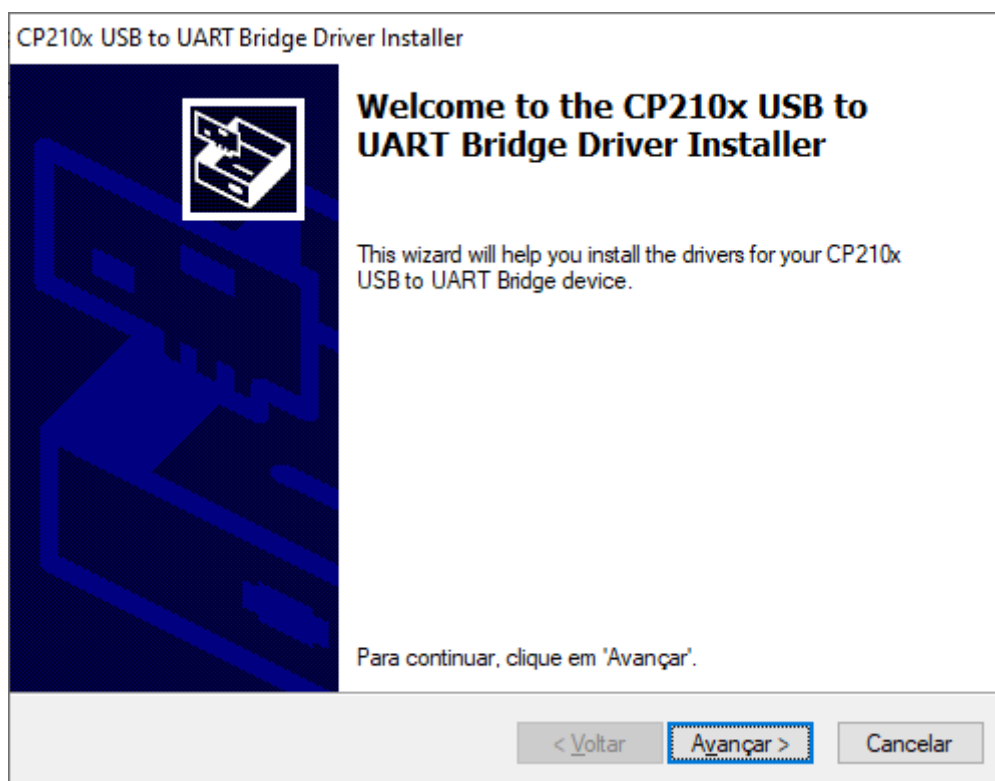 CP210x USB to UART Bridge Driver Installer
Welcome to the CP210x USB to
UART Bridge Driver Installer
This wizard will help you install the drivers for your CP210x
USB to UART Bridge device.
Para continuar, clique em 'Avançar'.
< Voltar
Avançar >
Cancelar